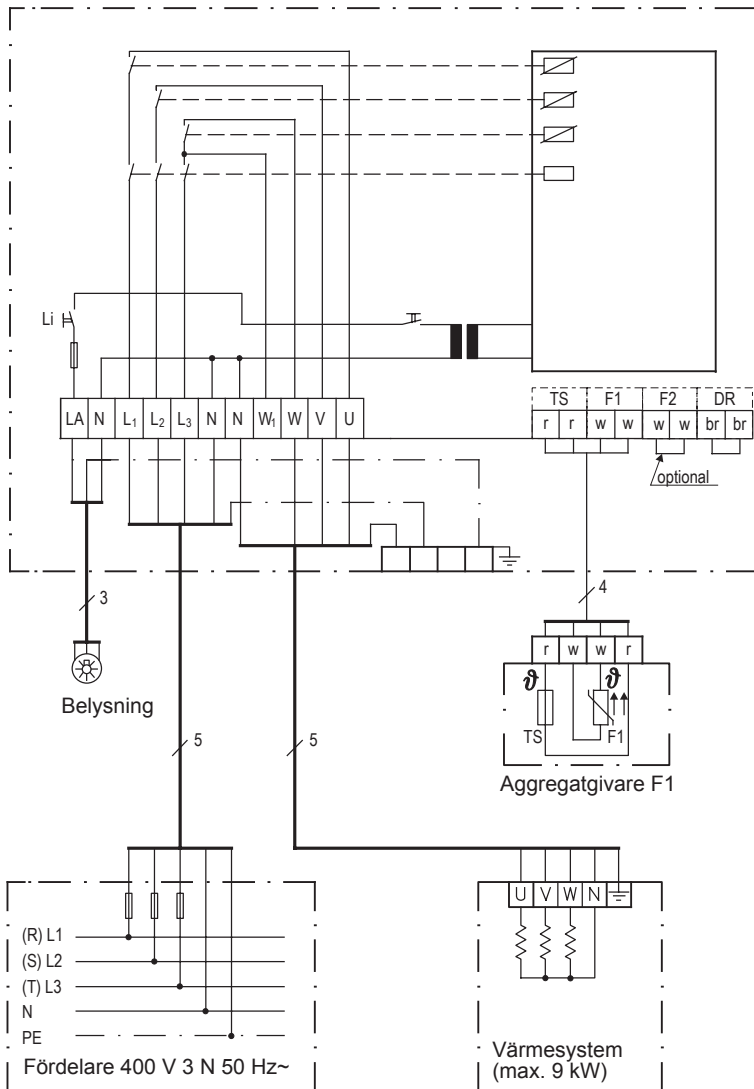 Li
LA N L1 L2 L3 N N W1 W V U
TS F1 F2 DR
r r w w w w br br
optional
3
4
Belysning
r w w r
ϑ ϑ
TS F1
Aggregatgivare F1
5 5
U V W N
(R) L1
(S) L2
(T) L3
N
PE
Fördelare 400 V 3 N 50 Hz~
Värmesystem
(max. 9 kW)